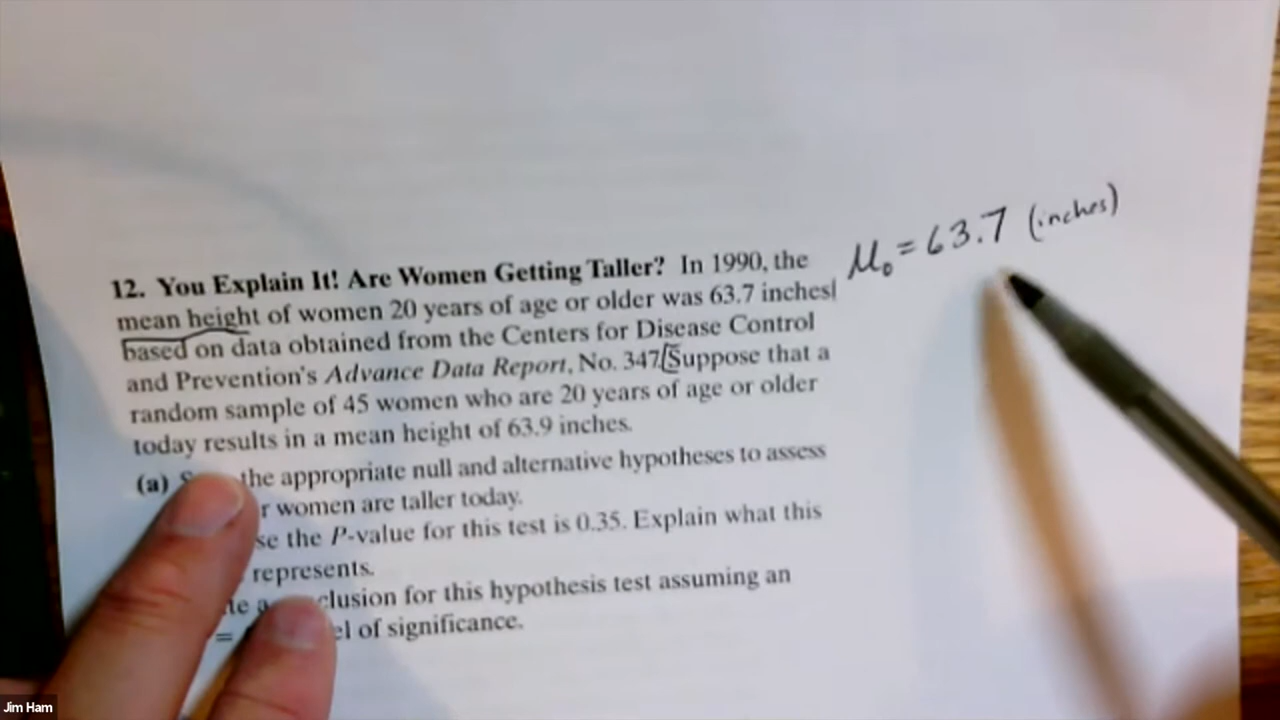 12. You Explain It! Are Women Getting Taller? In 1990, the
mean height of women 20 years of age or older was 63.7 inches
based on data obtained from the Centers for Disease Control
and Prevention's Advance Data Report, No. 347. Suppose that a
random sample of 45 women who are 20 years of age or older
today results in a mean height of 63.9 inches.
(a) the appropriate null and alternative hypotheses to assess
women are taller today.
the P-value for this test is 0.35. Explain what this
represents.
for this hypothesis test assuming an
= of significance.
μ₀ = 63.7 (inches)
Jim Ham